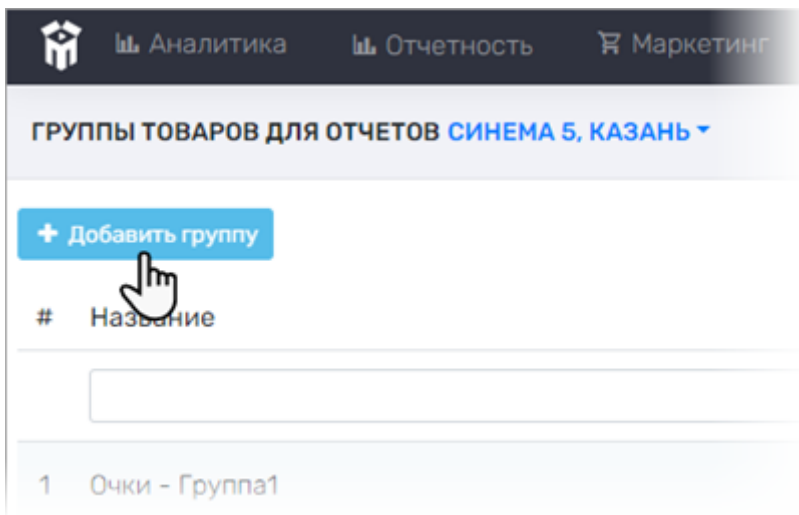 Аналитика Отчетность Маркетинг
ГРУППЫ ТОВАРОВ ДЛЯ ОТЧЕТОВ СИНЕМА 5, КАЗАНЬ
+ Добавить группу
# Название
1 Очки - Группа1